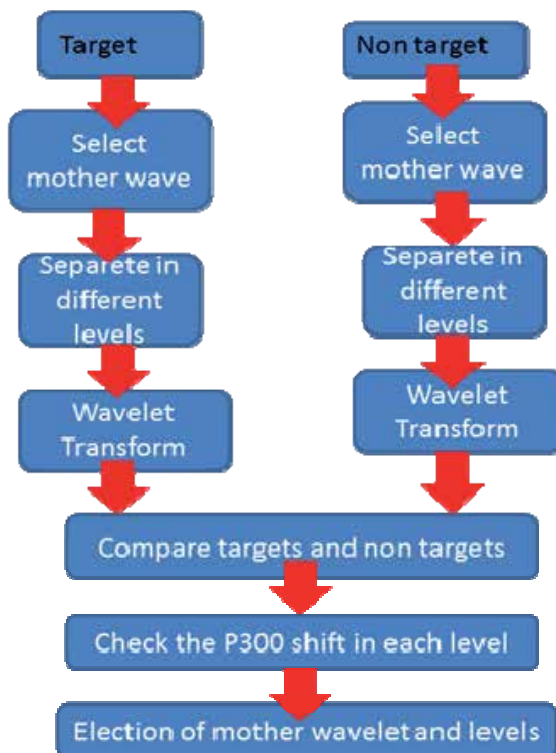 Target
Select
mother wave
Separete in
different
levels
Wavelet
Transform
Non target
Select
mother wave
Separete in
different
levels
Wavelet
Transform
Compare targets and non targets
Check the P300 shift in each level
Election of mother wavelet and levels